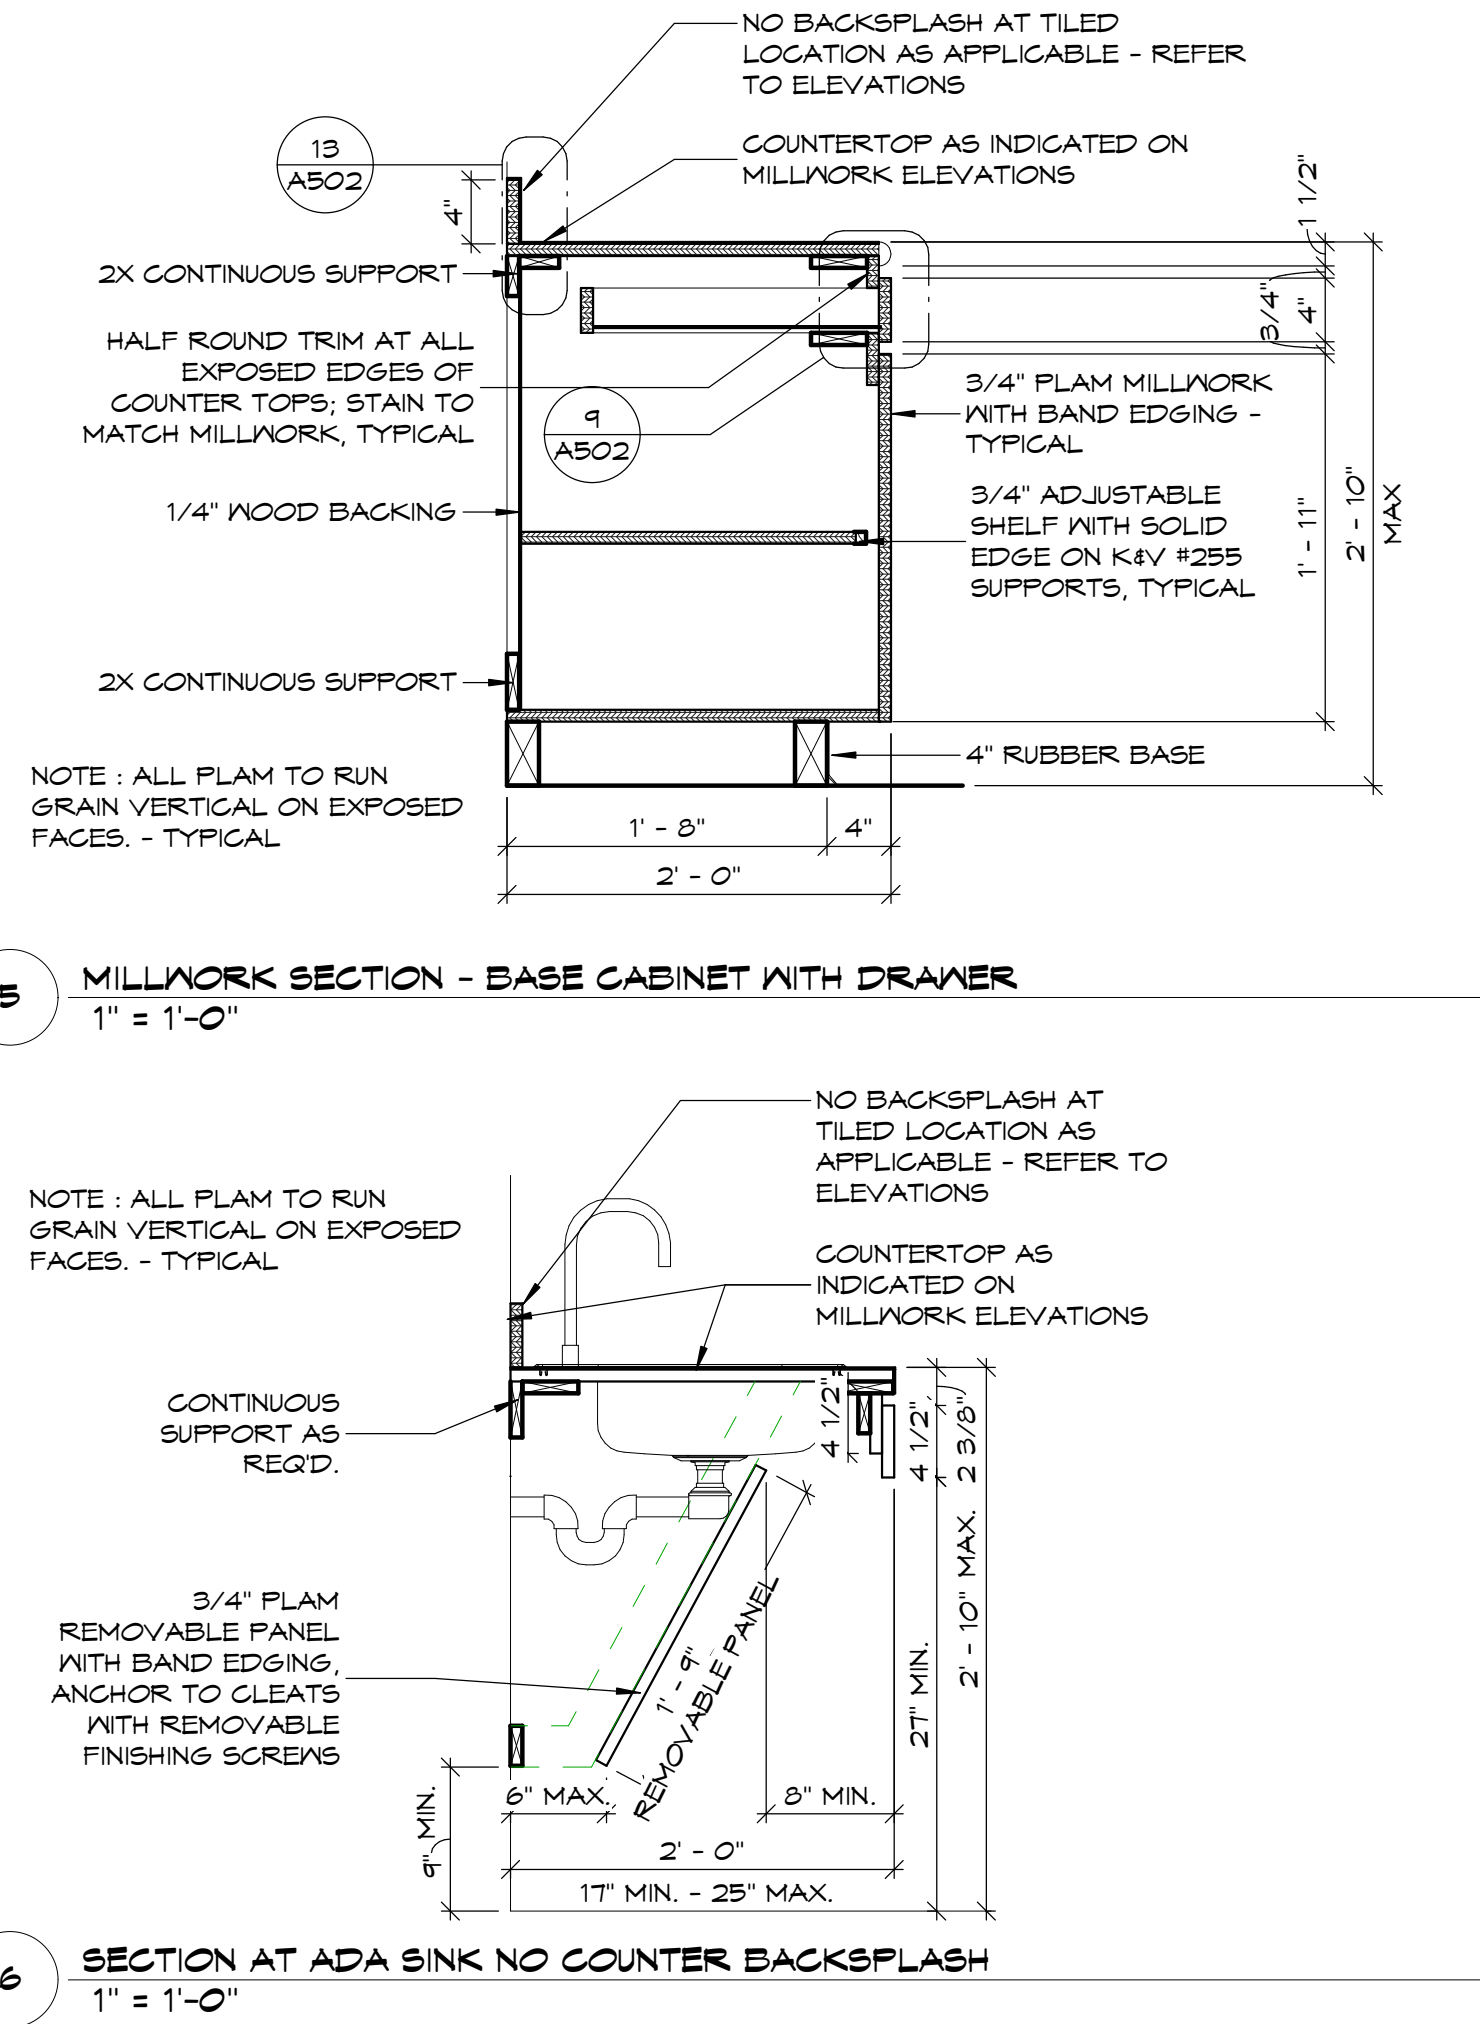 NO BACKSPLASH AT TILED
LOCATION AS APPLICABLE - REFER
TO ELEVATIONS
13
A502
COUNTERTOP AS INDICATED ON
MILLWORK ELEVATIONS
4"
1 1/2"
2X CONTINUOUS SUPPORT
3/4"
4"
HALF ROUND TRIM AT ALL
EXPOSED EDGES OF
COUNTER TOPS; STAIN TO
MATCH MILLWORK, TYPICAL
9
A502
3/4" PLAM MILLWORK
WITH BAND EDGING -
TYPICAL
1/4" WOOD BACKING
3/4" ADJUSTABLE
SHELF WITH SOLID
EDGE ON K&V #255
SUPPORTS, TYPICAL
1' - 11"
2' - 10"
MAX
2X CONTINUOUS SUPPORT
4" RUBBER BASE
NOTE : ALL PLAM TO RUN
GRAIN VERTICAL ON EXPOSED
FACES. - TYPICAL
1' - 8"
4"
2' - 0"
5
MILLWORK SECTION - BASE CABINET WITH DRAWER
1" = 1'-0"
NO BACKSPLASH AT
TILED LOCATION AS
APPLICABLE - REFER TO
ELEVATIONS
NOTE : ALL PLAM TO RUN
GRAIN VERTICAL ON EXPOSED
FACES. - TYPICAL
COUNTERTOP AS
INDICATED ON
MILLWORK ELEVATIONS
CONTINUOUS
SUPPORT AS
REQ'D.
4 1/2"
4 1/2"
2 3/8"
3/4" PLAM
REMOVABLE PANEL
WITH BAND EDGING,
ANCHOR TO CLEATS
WITH REMOVABLE
FINISHING SCREWS
1' - 9"
REMOVABLE PANEL
27" MIN.
2' - 10" MAX.
9" MIN.
6" MAX.
8" MIN.
2' - 0"
17" MIN. - 25" MAX.
6
SECTION AT ADA SINK NO COUNTER BACKSPLASH
1" = 1'-0"